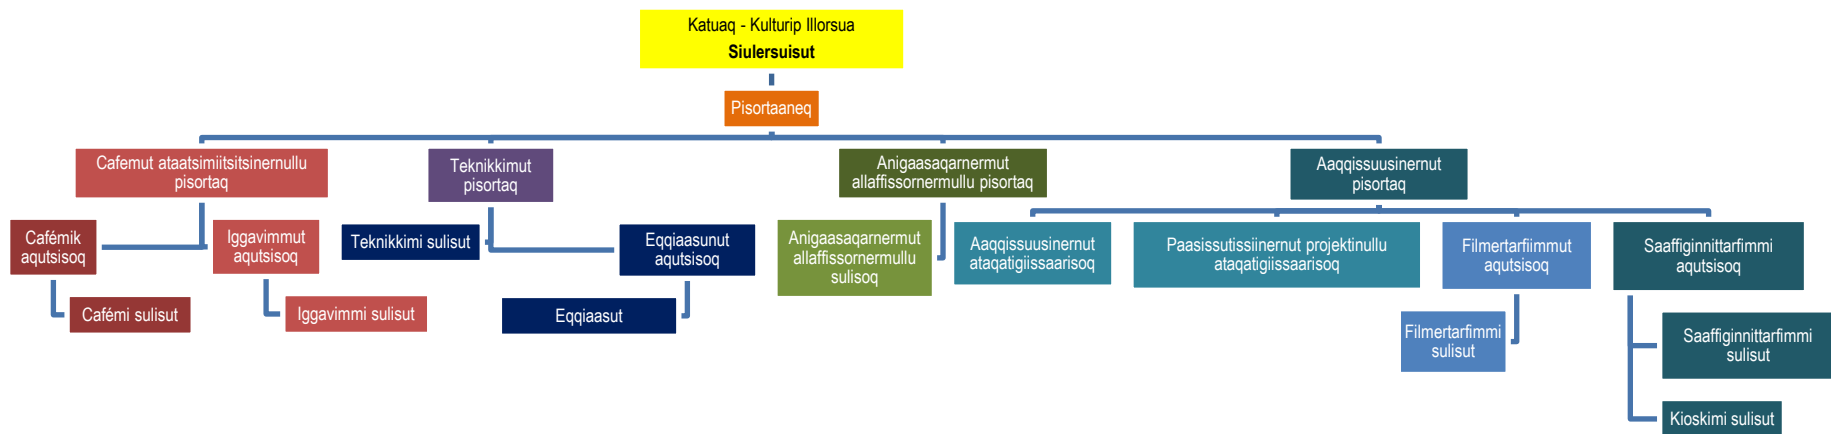 Katuaq - Kulturip Illorsua
Siulersuisut
Pisortaaneq
Cafemut ataatsimiitsitsinernullu
pisortaq
Teknikkimut
pisortaq
Anigaasaqarnermut
allaffissornermullu pisortaq
Aaqqissuusinernut
pisortaq
Cafémik
aqutsisoq
Iggavimmut
aqutsisoq
Teknikkimi sulisut
Eqqiaasunut
aqutsisoq
Anigaasaqarnermut
allaffissornermullu
sulisoq
Aaqqissuusinernut
ataqatigiissaarisoq
Paasissutissiinernut projektinullu
ataqatigiissaarisoq
Filmertarfiimmut
aqutsisoq
Saaffiginnittarfimmi
aqutsisoq
Cafémi sulisut
Iggavimmi sulisut
Eqqiaasut
Filmertarfimmi
sulisut
Saaffiginnittarfimmi
sulisut
Kioskimi sulisut